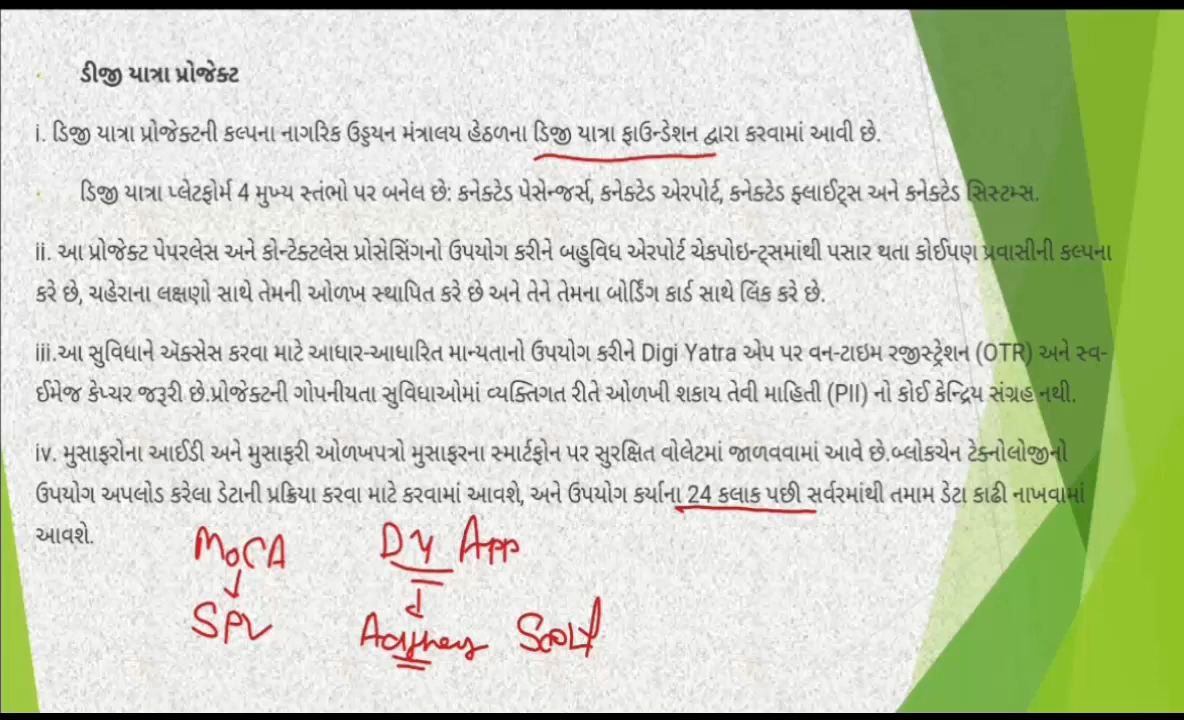 • ડીજી યાત્રા પ્રોજેક્ટ
i. ડિજી યાત્રા પ્રોજેક્ટની કલ્પના નાગરિક ઉડ્ડયન મંત્રાલય હેઠળના ડિજી યાત્રા ફાઉન્ડેશન દ્વારા કરવામાં આવી છે.
• ડિજી યાત્રા પ્લેટફોર્મ 4 મુખ્ય સ્તંભો પર બનેલ છે: કનેક્ટેડ પેસેન્જર્સ, કનેક્ટેડ એરપોર્ટ, કનેક્ટેડ ફ્લાઈટ્સ અને કનેક્ટેડ સિસ્ટમ્સ.
ii. આ પ્રોજેક્ટ પેપરલેસ અને કોન્ટેક્ટલેસ પ્રોસેસિંગનો ઉપયોગ કરીને બહુવિધ એરપોર્ટ ચેકપોઇન્ટ્સમાંથી પસાર થતા કોઈપણ પ્રવાસીની કલ્પના
કરે છે, ચહેરાના લક્ષણો સાથે તેમની ઓળખ સ્થાપિત કરે છે અને તેને તેમના બોર્ડિંગ કાર્ડ સાથે લિંક કરે છે.
iii.આ સુવિધાને ઍક્સેસ કરવા માટે આધાર-આધારિત માન્યતાનો ઉપયોગ કરીને Digi Yatra એપ પર વન-ટાઇમ રજીસ્ટ્રેશન (OTR) અને સ્વ-
ઈમેજ કેપ્ચર જરૂરી છે.પ્રોજેક્ટની ગોપનીયતા સુવિધાઓમાં વ્યક્તિગત રીતે ઓળખી શકાય તેવી માહિતી (PII) નો કોઈ કેન્દ્રિય સંગ્રહ નથી.
iv. મુસાફરોના આઈડી અને મુસાફરી ઓળખપત્રો મુસાફરના સ્માર્ટફોન પર સુરક્ષિત વોલેટમાં જાળવવામાં આવે છે.બ્લોકચેન ટેક્નોલોજીનો
ઉપયોગ અપલોડ કરેલા ડેટાની પ્રક્રિયા કરવા માટે કરવામાં આવશે, અને ઉપયોગ કર્યાના 24 કલાક પછી સર્વરમાંથી તમામ ડેટા કાઢી નાખવામાં
આવશે.
MoCA DY App
SPV